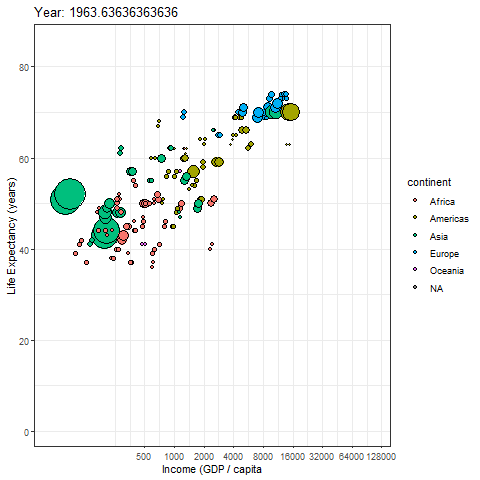 Year: 1963.63636363636
80
60
40
20
0
Life Expectancy (years)
500 1000 2000 4000 8000 16000 32000 64000 128000
Income (GDP / capita
continent
Africa
Americas
Asia
Europe
Oceania
NA